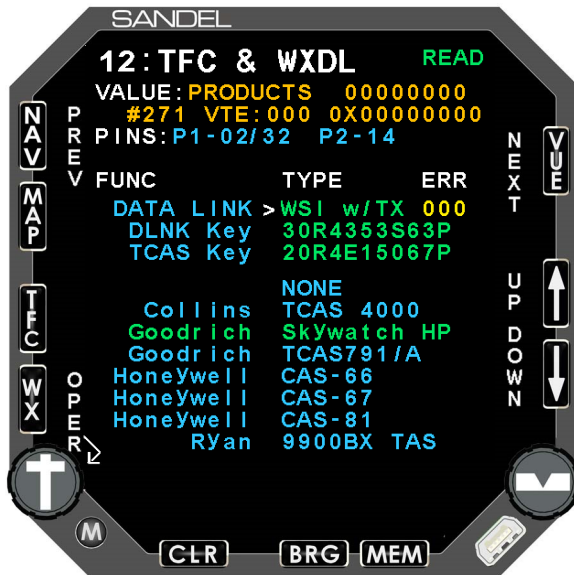 SANDEL
12:TFC & WXDL READ
VALUE:PRODUCTS 00000000
#271 VTE:000 0X00000000
PINS:P1-02/32 P2-14
FUNC TYPE ERR
DATA LINK >WSI w/TX 000
DLNK Key 30R4353S63P
TCAS Key 20R4E15067P
NONE
Collins TCAS 4000
Goodrich Skywatch HP
Goodrich TCAS791/A
Honeywell CAS-66
Honeywell CAS-67
Honeywell CAS-81
Ryan 9900BX TAS
NAV
MAP
TFC
WX
PREV
OPER
NEXT
UP DOWN
VUE
M
CLR BRG MEM